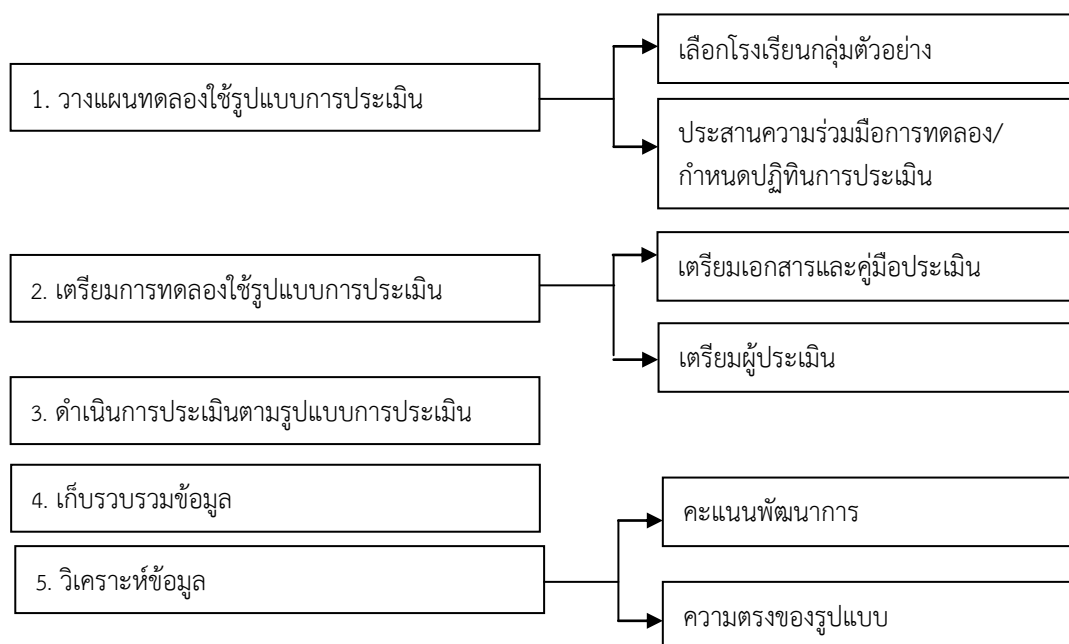 เลือกโรงเรียนกลุ่มตัวอย่าง
1. วางแผนทดลองใช้รูปแบบการประเมิน
ประสานความร่วมมือการทดลอง/
กำหนดปฏิทินการประเมิน
2. เตรียมการทดลองใช้รูปแบบการประเมิน
เตรียมเอกสารและคู่มือประเมิน
เตรียมผู้ประเมิน
3. ดำเนินการประเมินตามรูปแบบการประเมิน
4. เก็บรวบรวมข้อมูล
คะแนนพัฒนาการ
5. วิเคราะห์ข้อมูล
ความตรงของรูปแบบ